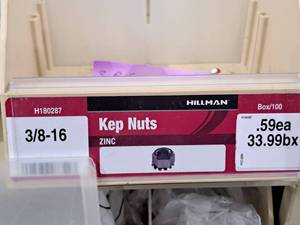 H180287
3/8-16
HILLMAN
Kep Nuts
ZINC
Box/100
.59ea
33.99bx